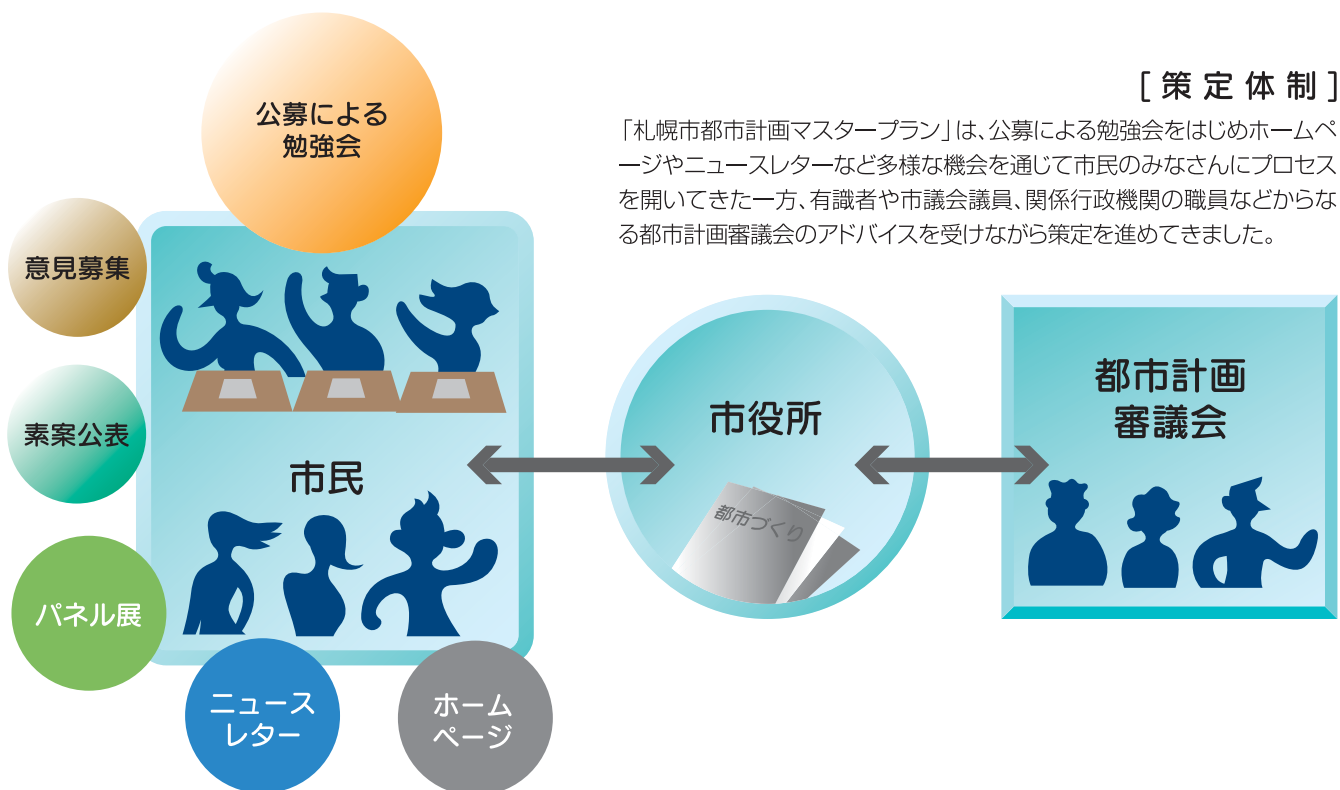 [策定体制]
「札幌市都市計画マスタープラン」は、公募による勉強会をはじめホームペ
ージやニュースレターなど多様な機会を通じて市民のみなさんにプロセス
を開いてきた一方、有識者や市議会議員、関係行政機関の職員などからな
る都市計画審議会のアドバイスを受けながら策定を進めてきました。
公募による
勉強会
意見募集
素案公表
パネル展
ニュース
レター
ホーム
ページ
市民
市役所
都市づくり
都市計画
審議会